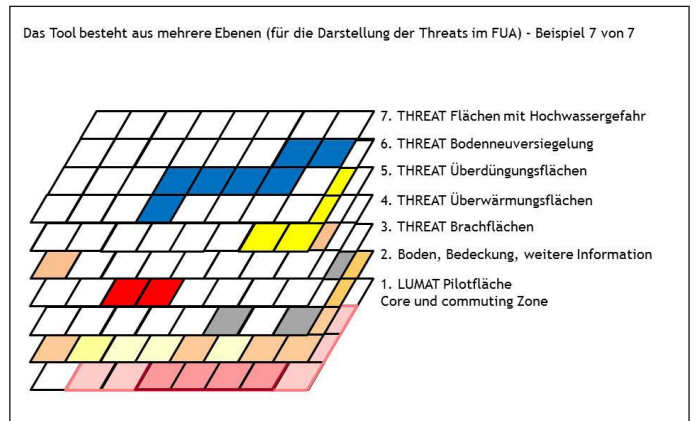 Das Tool besteht aus mehrere Ebenen (für die Darstellung der Threats im FUA) - Beispiel 7 von 7
7. THREAT Flächen mit Hochwassergefahr
6. THREAT Bodenneuversiegelung
5. THREAT Überdüngungsflächen
4. THREAT Überwärmungsflächen
3. THREAT Brachflächen
2. Boden, Bedeckung, weitere Information
1. LUMAT Pilotfläche
Core und commuting Zone